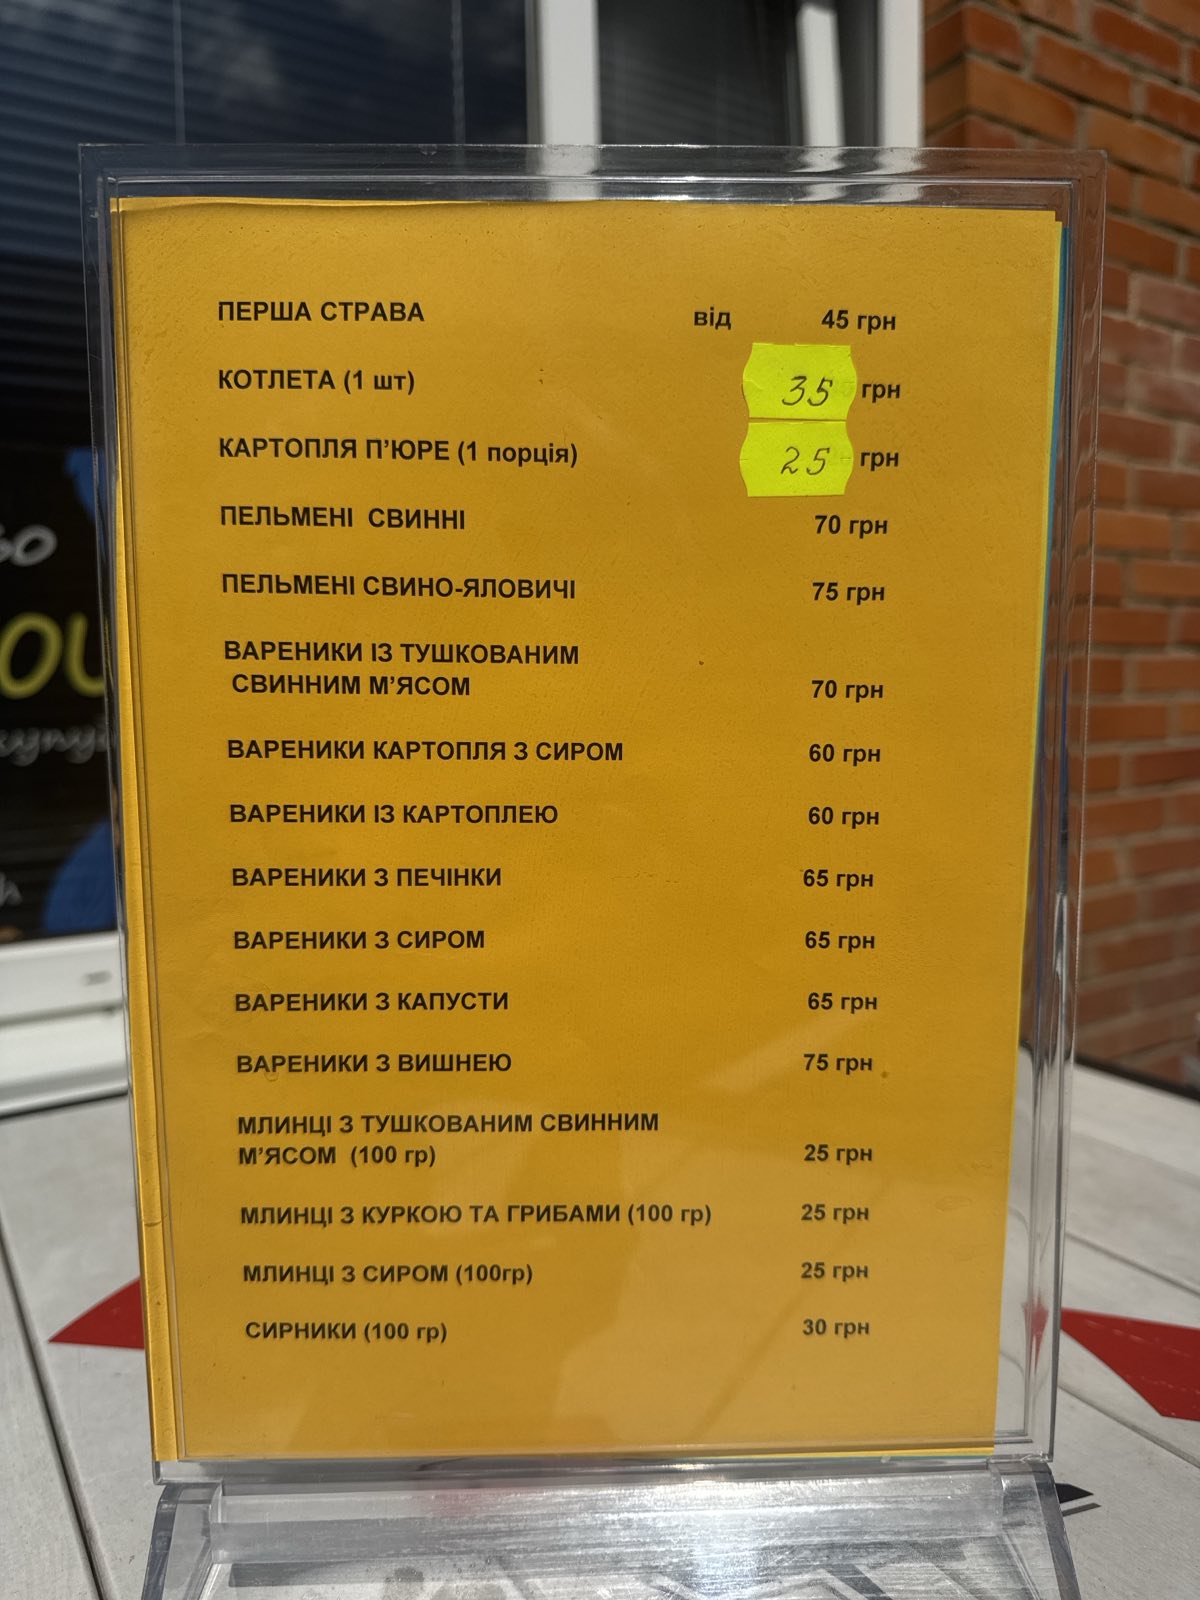 ПЕРША СТРАВА від 45 грн
КОТЛЕТА (1 шт) 35 грн
КАРТОПЛЯ П'ЮРЕ (1 порція) 25 грн
ПЕЛЬМЕНІ СВИННІ 70 грн
ПЕЛЬМЕНІ СВИНО-ЯЛОВИЧІ 75 грн
ВАРЕНИКИ ІЗ ТУШКОВАНИМ
СВИННИМ М'ЯСОМ 70 грн
ВАРЕНИКИ КАРТОПЛЯ З СИРОМ 60 грн
ВАРЕНИКИ ІЗ КАРТОПЛЕЮ 60 грн
ВАРЕНИКИ З ПЕЧІНКИ 65 грн
ВАРЕНИКИ З СИРОМ 65 грн
ВАРЕНИКИ З КАПУСТИ 65 грн
ВАРЕНИКИ З ВИШНЕЮ 75 грн
МЛИНЦІ З ТУШКОВАНИМ СВИННИМ
М'ЯСОМ (100 гр) 25 грн
МЛИНЦІ З КУРКОЮ ТА ГРИБАМИ (100 гр) 25 грн
МЛИНЦІ З СИРОМ (100гр) 25 грн
СИРНИКИ (100 гр) 30 грн